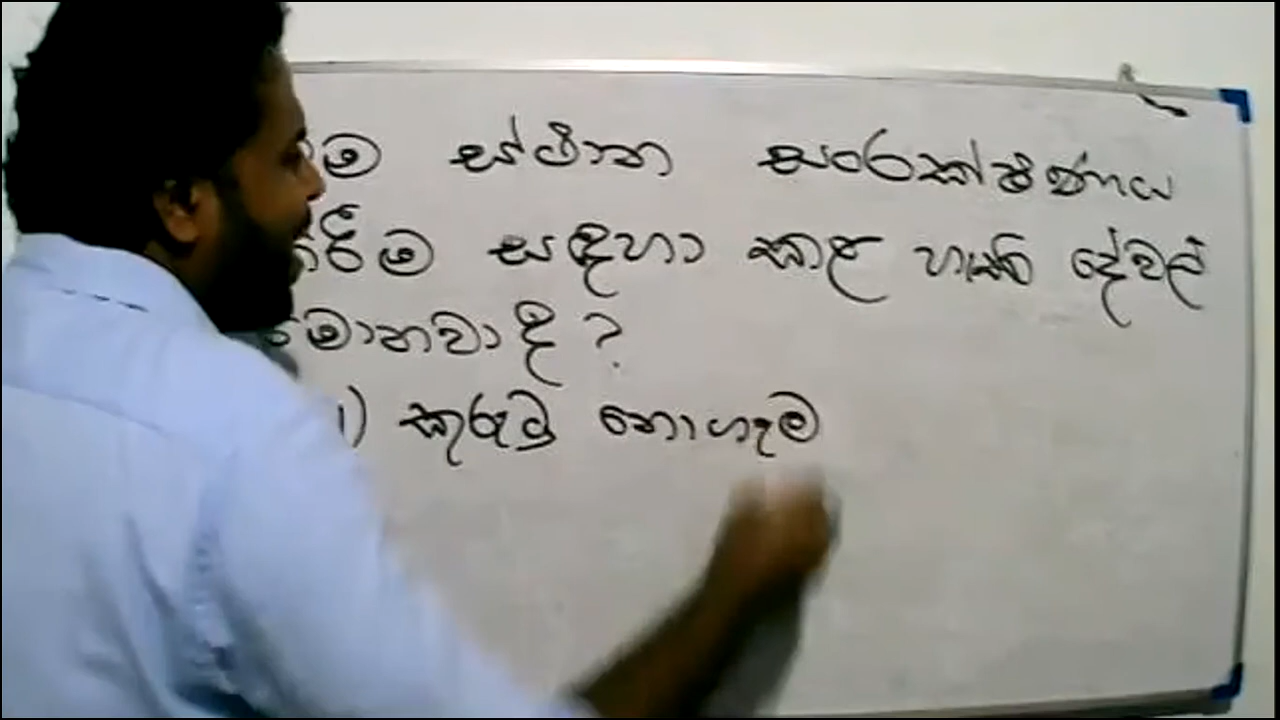 ම ස්ථාන සංරක්ෂණය
කිරීම සඳහා කළ හැකි දේවල්
මොනවාදි ?
1) කුරුටු නොගෑම